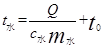 t水 = Q / c水m水 + t0